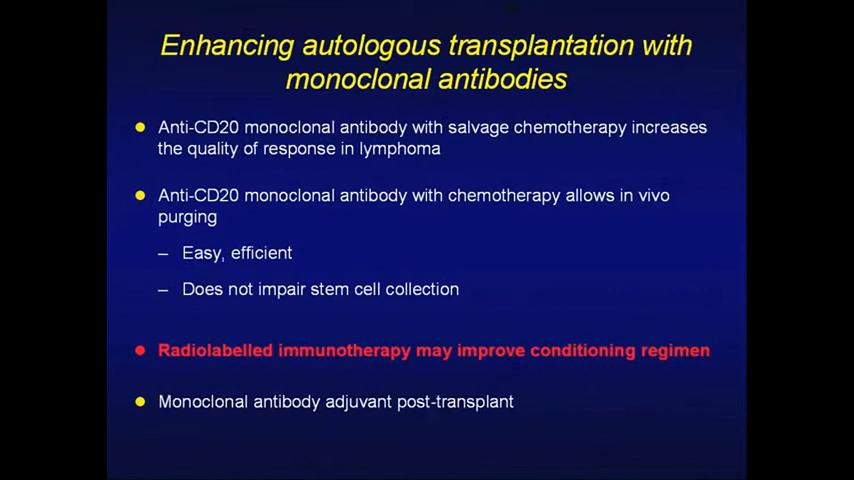 Enhancing autologous transplantation with
monoclonal antibodies
● Anti-CD20 monoclonal antibody with salvage chemotherapy increases
the quality of response in lymphoma
● Anti-CD20 monoclonal antibody with chemotherapy allows in vivo
purging
– Easy, efficient
– Does not impair stem cell collection
● Radiolabelled immunotherapy may improve conditioning regimen
● Monoclonal antibody adjuvant post-transplant